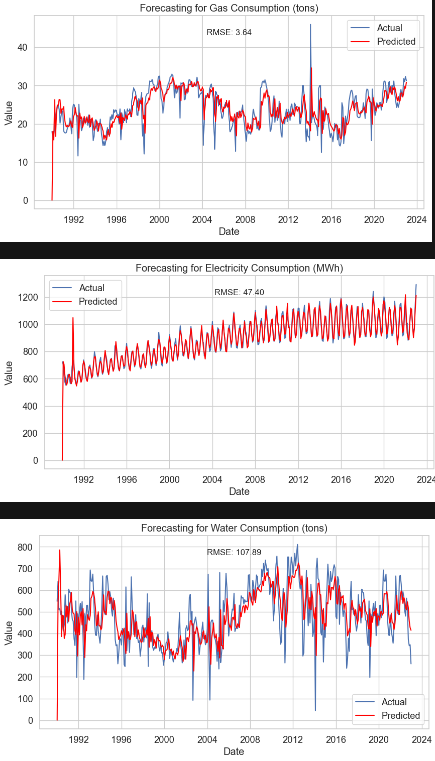 Forecasting for Gas Consumption (tons)
RMSE: 3.64
Actual
Predicted
40
30
20
10
0
Value
1992 1996 2000 2004 2008 2012 2016 2020 2024
Date
Forecasting for Electricity Consumption (MWh)
Actual
Predicted
RMSE: 47.40
1200
1000
800
600
400
200
0
Value
1992 1996 2000 2004 2008 2012 2016 2020 2024
Date
Forecasting for Water Consumption (tons)
RMSE: 107.89
800
700
600
500
400
300
200
100
0
Value
Actual
Predicted
1992 1996 2000 2004 2008 2012 2016 2020 2024
Date